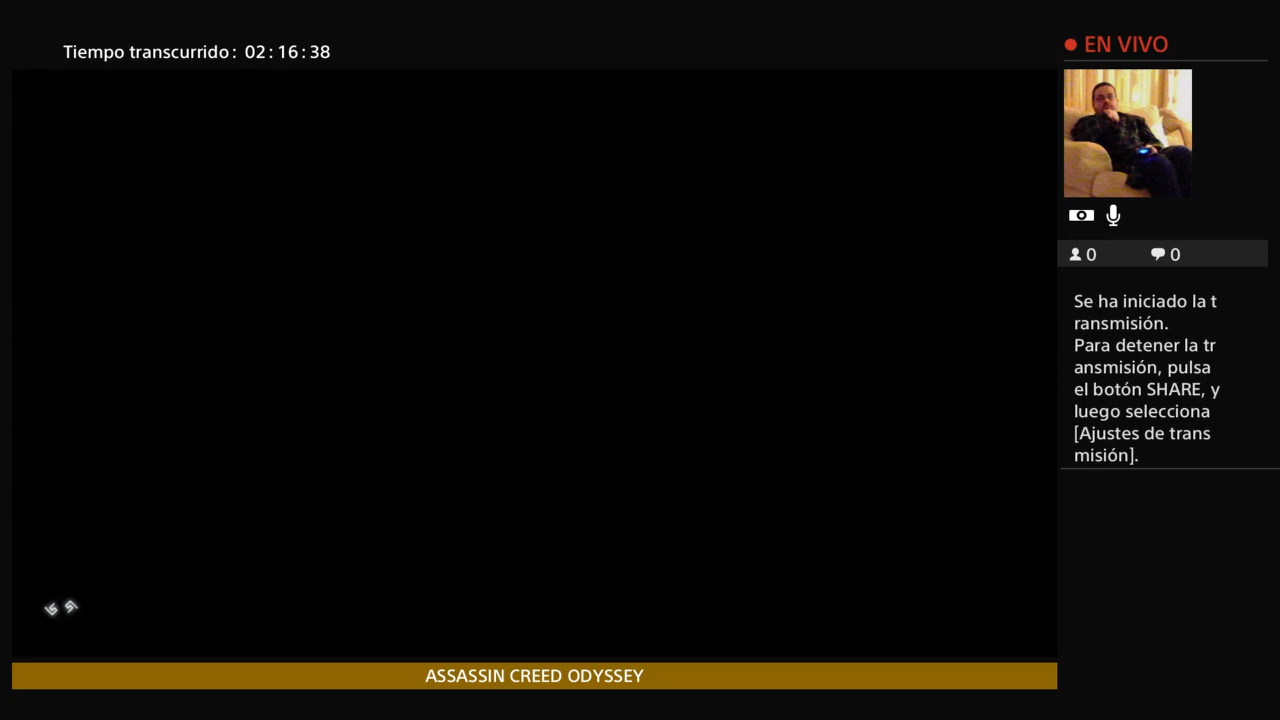 Tiempo transcurrido: 02:16:38
EN VIVO
0
0
Se ha iniciado la t
ransmisión.
Para detener la tr
ansmisión, pulsa
el botón SHARE, y
luego selecciona
[Ajustes de trans
misión].
ASSASSIN CREED ODYSSEY